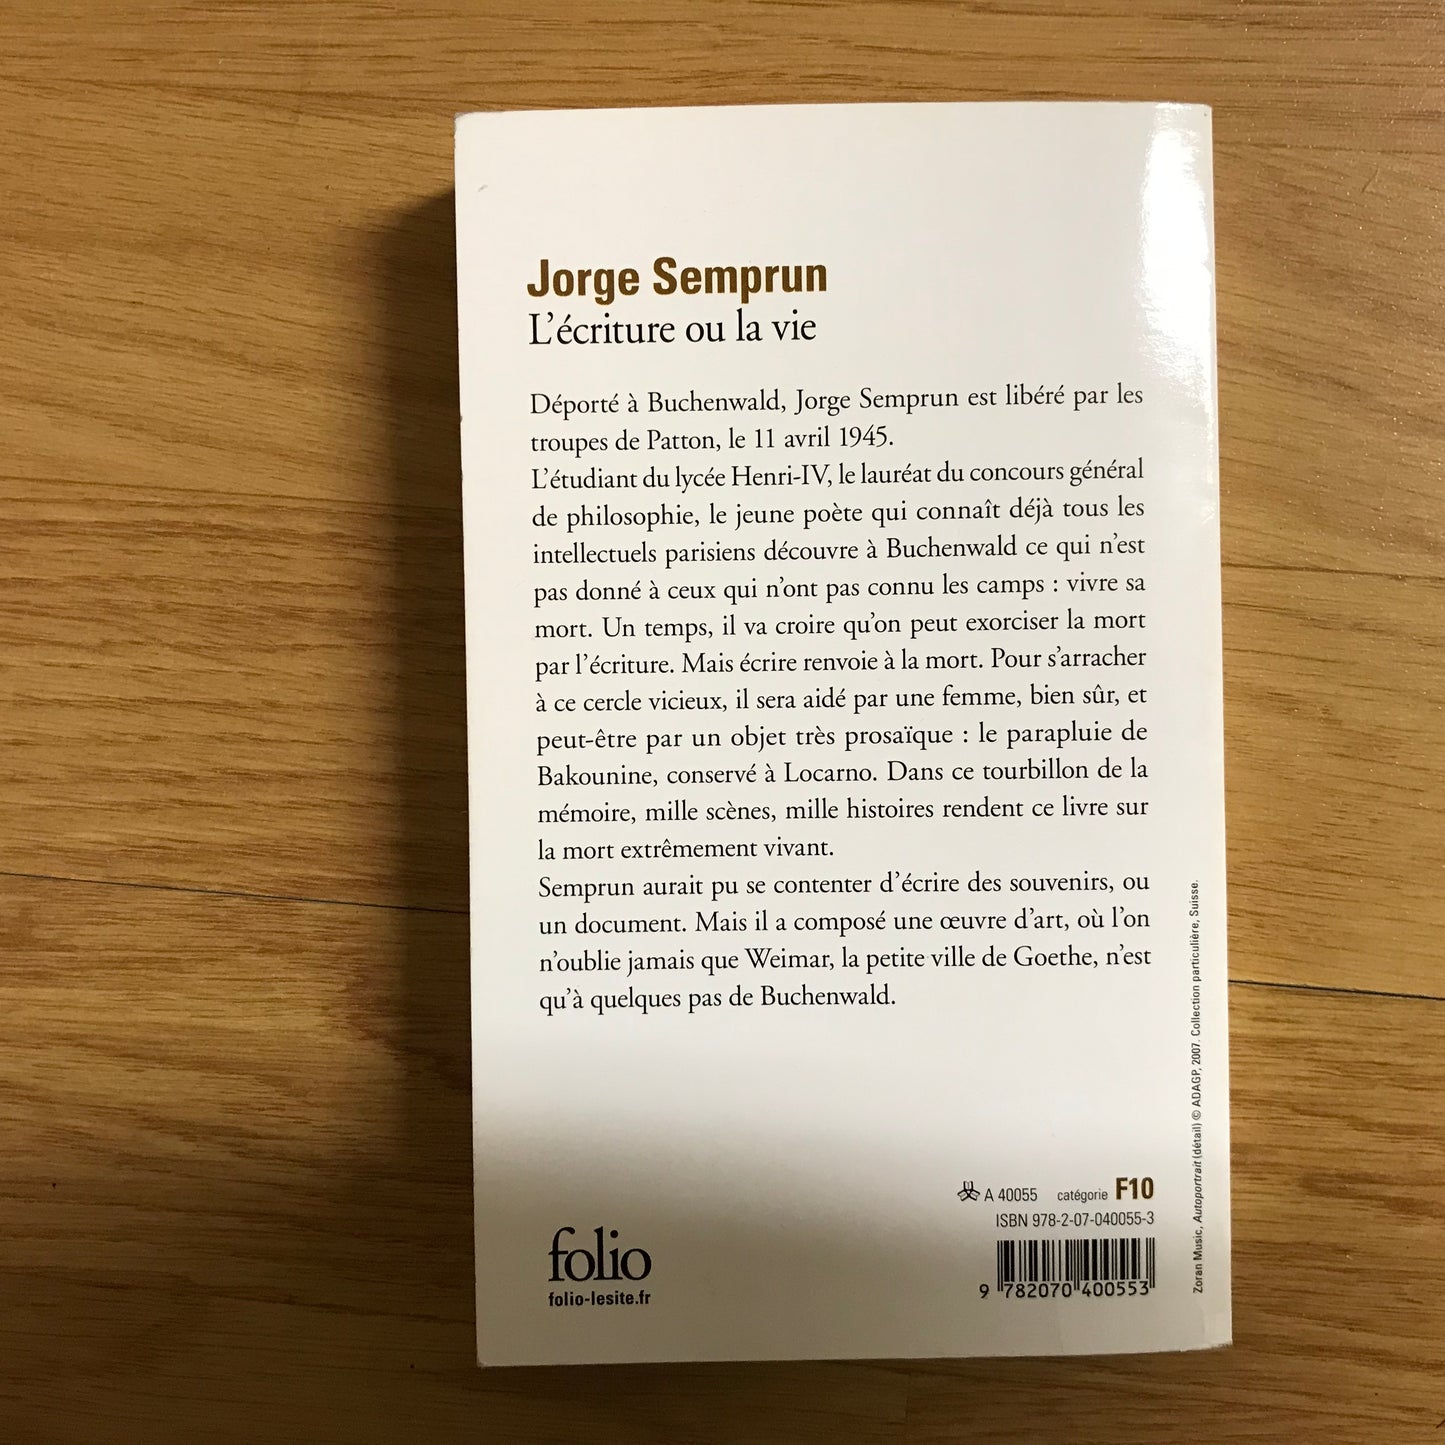 Jorge Semprun
L'écriture ou la vie
Déporté à Buchenwald, Jorge Semprun est libéré par les
troupes de Patton, le 11 avril 1945.
L'étudiant du lycée Henri-IV, le lauréat du concours général
de philosophie, le jeune poète qui connaît déjà tous les
intellectuels parisiens découvre à Buchenwald ce qui n'est
pas donné à ceux qui n'ont pas connu les camps : vivre sa
mort. Un temps, il va croire qu'on peut exorciser la mort
par l'écriture. Mais écrire renvoie à la mort. Pour s'arracher
à ce cercle vicieux, il sera aidé par une femme, bien sûr, et
peut-être par un objet très prosaïque : le parapluie de
Bakounine, conservé à Locarno. Dans ce tourbillon de la
mémoire, mille scènes, mille histoires rendent ce livre sur
la mort extrêmement vivant.
Semprun aurait pu se contenter d'écrire des souvenirs, ou
un document. Mais il a composé une œuvre d'art, où l'on
n'oublie jamais que Weimar, la petite ville de Goethe, n'est
qu'à quelques pas de Buchenwald.
Zoran Music, Autoportrait (détail) © ADAGP, 2007. Collection particulière, Suisse.
A 40055 catégorie F10
ISBN 978-2-07-040055-3
9 782070 400553
folio
folio-lesite.fr